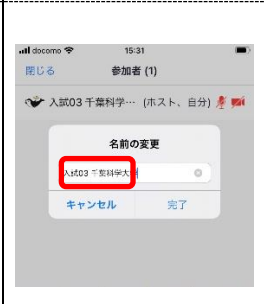 docomo 15:31
閉じる 参加者 (1)
入試03 千葉科学… (ホスト、自分)
名前の変更
入試03 千葉科学大
キャンセル 完了